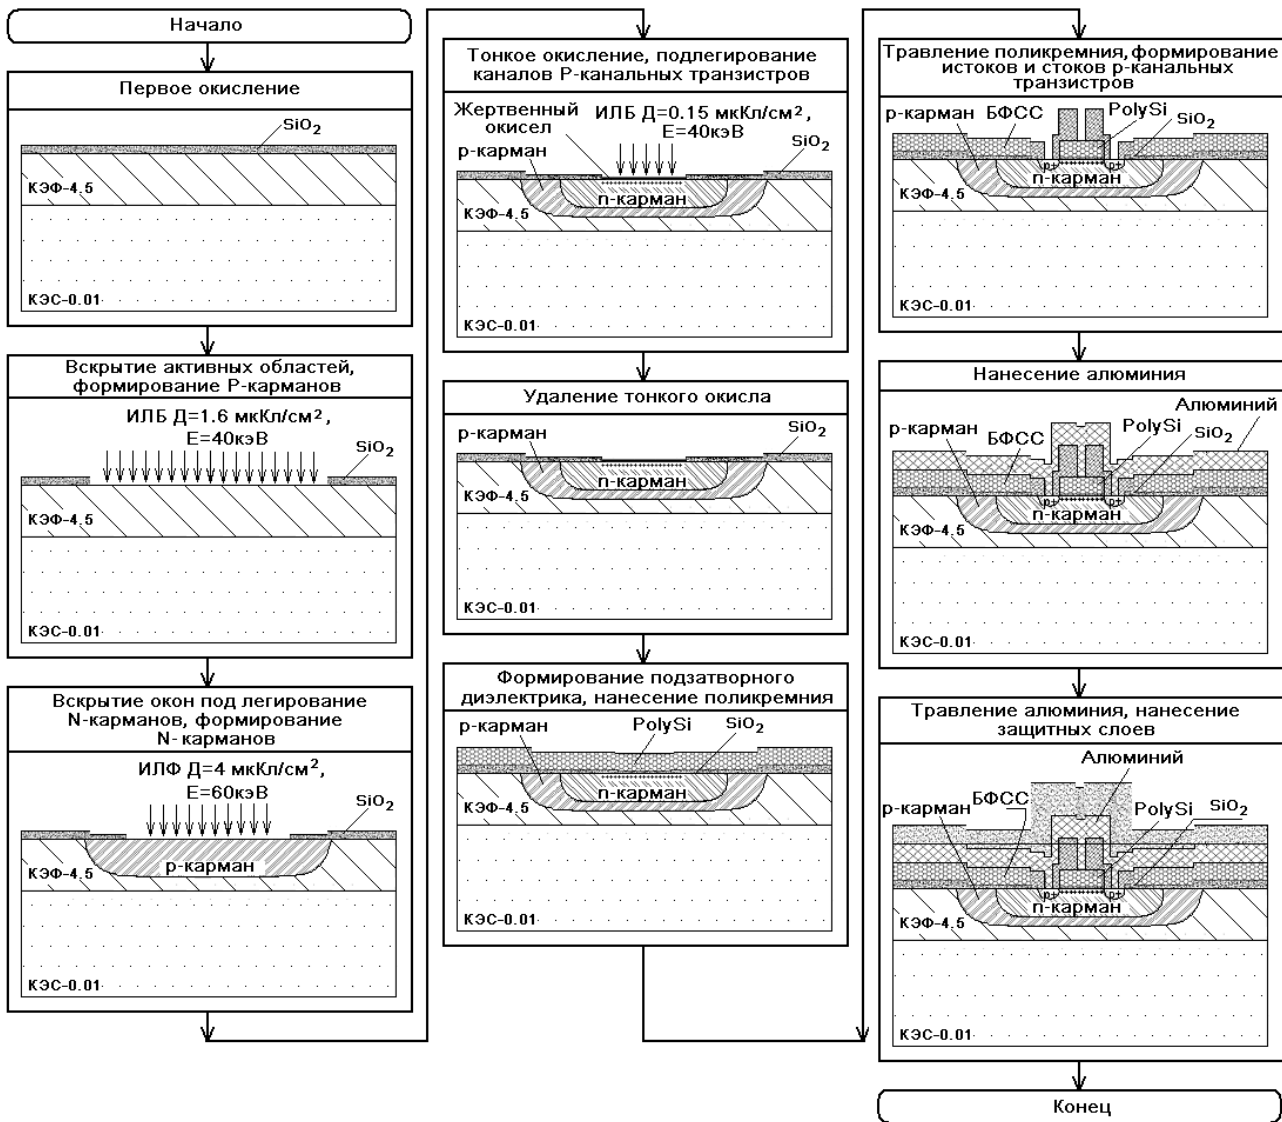 Начало
Первое окисление
SiO2
КЭФ-4.5
КЭС-0.01
Вскрытие активных областей,
формирование Р-карманов
ИЛБ Д=1.6 мкКл/см²,
Е=40кэВ
SiO2
КЭФ-4.5
КЭС-0.01
Вскрытие окон под легирование
N-карманов, формирование
N- карманов
ИЛФ Д=4 мкКл/см²,
Е=60кэВ
SiO2
р-карман
КЭФ-4.5
КЭС-0.01
Тонкое окисление, подлегирование
каналов Р-канальных транзисторов
Жертвенный
окисел
ИЛБ Д=0.15 мкКл/см²,
Е=40кэВ
р-карман
SiO2
n-карман
КЭФ-4.5
КЭС-0.01
Удаление тонкого окисла
р-карман
SiO2
n-карман
КЭФ-4.5
КЭС-0.01
Формирование подзатворного
диэлектрика, нанесение поликремния
р-карман
PolySi
SiO2
n-карман
КЭФ-4.5
КЭС-0.01
Травление поликремния, формирование
истоков и стоков р-канальных
транзистров
р-карман
БФСС
PolySi
SiO2
p+
p+
n-карман
КЭФ-4.5
КЭС-0.01
Нанесение алюминия
Алюминий
р-карман
БФСС
PolySi
SiO2
p+
p+
n-карман
КЭФ-4.5
КЭС-0.01
Травление алюминия, нанесение
защитных слоев
Алюминий
р-карман
БФСС
PolySi
SiO2
p+
p+
n-карман
КЭФ-4.5
КЭС-0.01
Конец